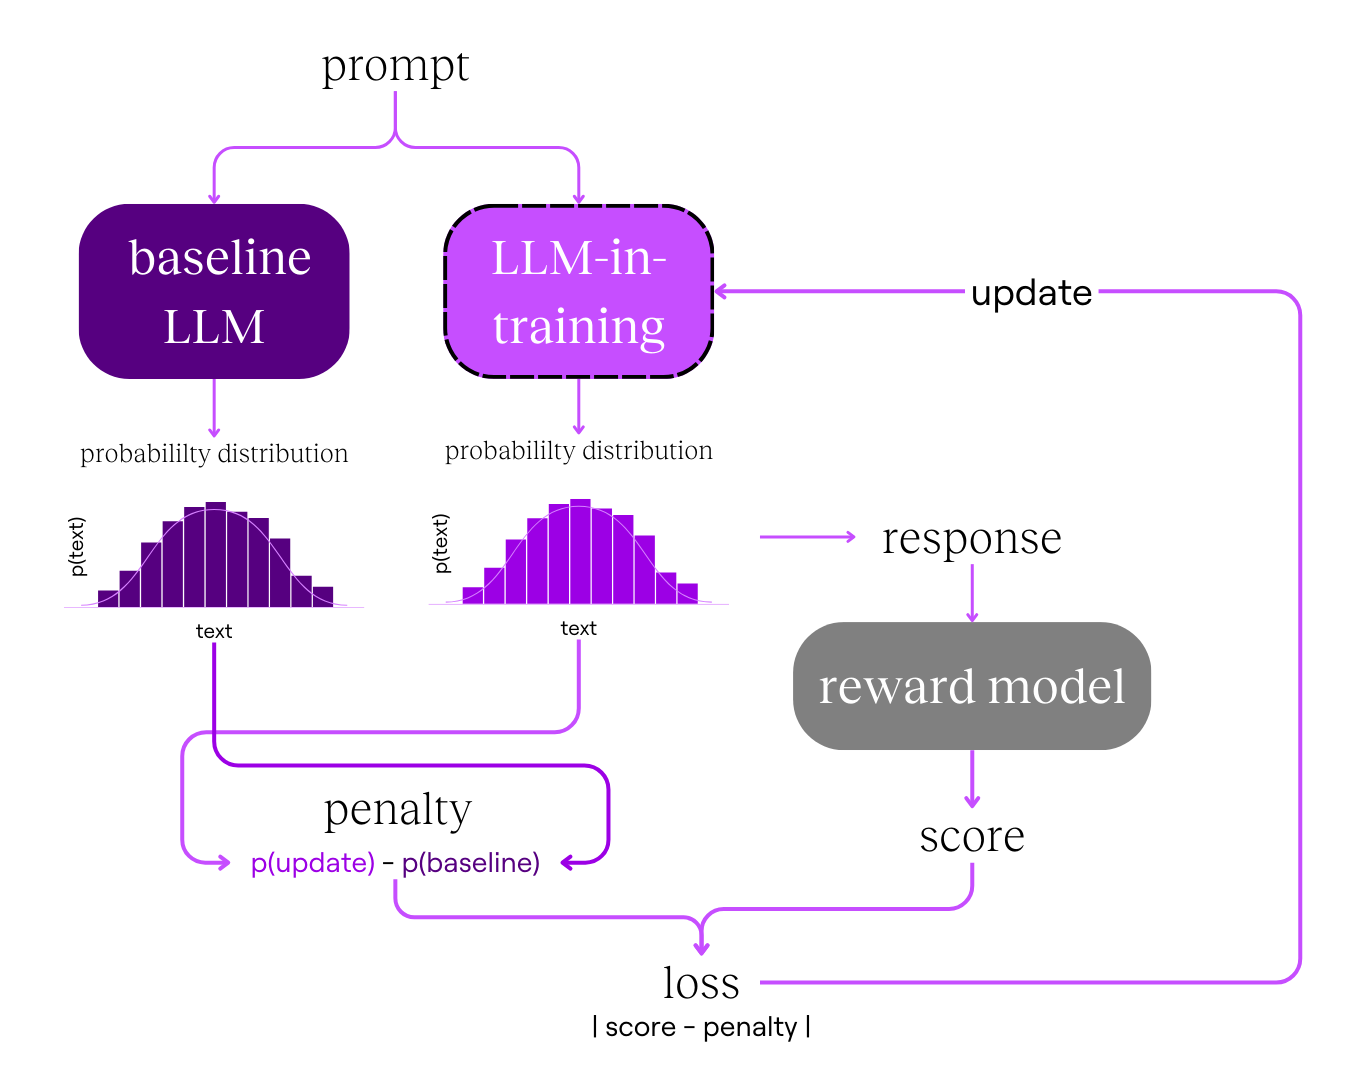 prompt
baseline
LLM
LLM-in-
training
update
probabililty distribution
probabililty distribution
p(text)
p(text)
text
text
response
reward model
penalty
p(update) - p(baseline)
score
loss
| score - penalty |